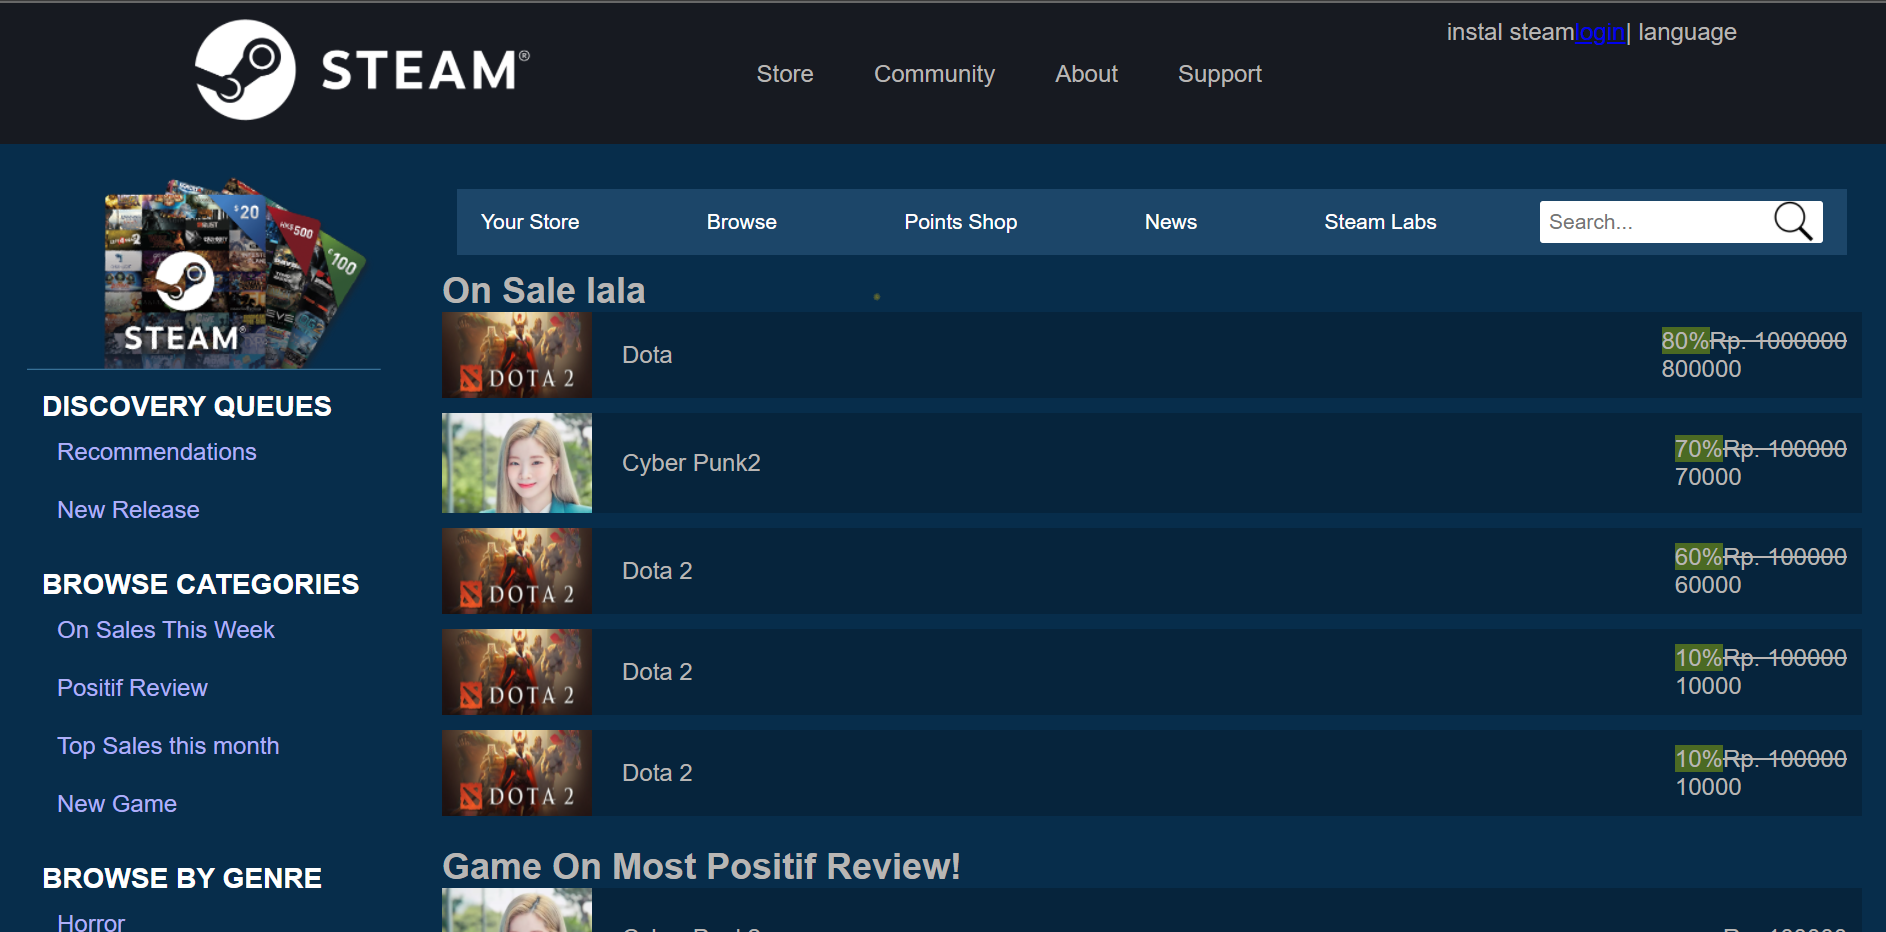 STEAM®
Store Community About Support
instal steamlogin| language
$20
HK$500
€100
STEAM®
DISCOVERY QUEUES
Recommendations
New Release
BROWSE CATEGORIES
On Sales This Week
Positif Review
Top Sales this month
New Game
BROWSE BY GENRE
Horror
Your Store Browse Points Shop News Steam Labs Search...
On Sale lala
DOTA 2
Dota
80%Rp. 1000000
800000
Cyber Punk2
70%Rp. 100000
70000
DOTA 2
Dota 2
60%Rp. 100000
60000
DOTA 2
Dota 2
10%Rp. 100000
10000
DOTA 2
Dota 2
10%Rp. 100000
10000
Game On Most Positif Review!